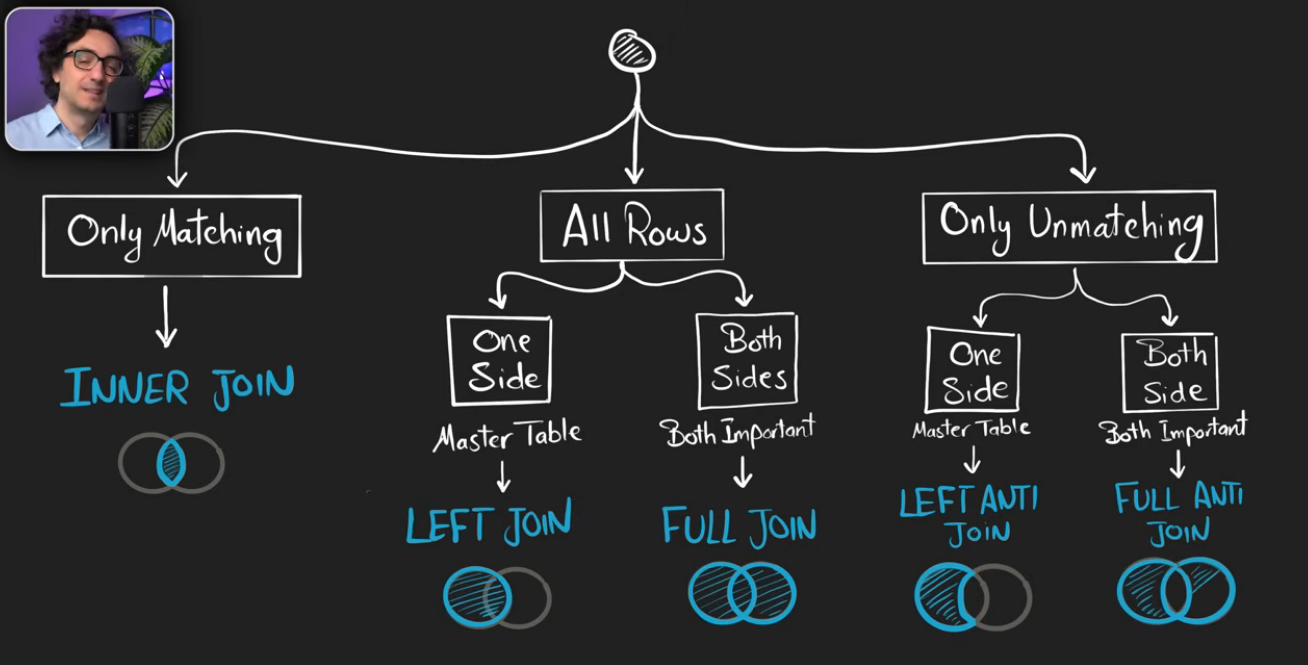 Only Matching
All Rows
Only Unmatching
INNER JOIN
One
Side
Master Table
LEFT JOIN
Both
Sides
Both Important
FULL JOIN
One
Side
Master Table
LEFT ANTI
JOIN
Both
Side
Both Important
FULL ANTI
JOIN